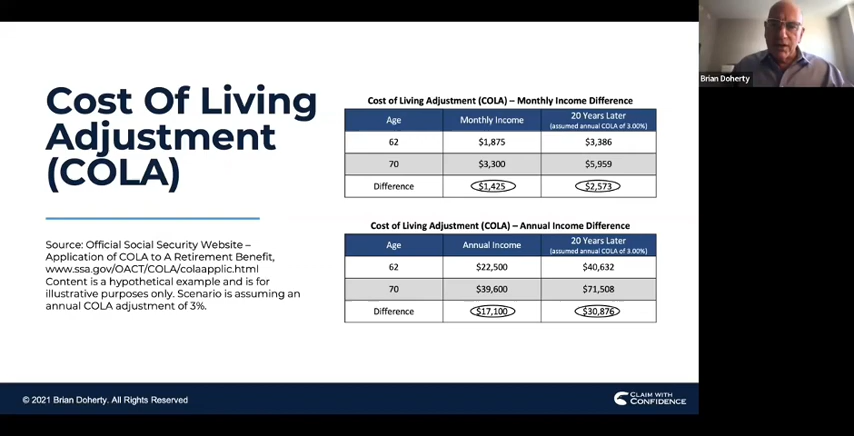 Cost Of Living
Adjustment
(COLA)
Source: Official Social Security Website –
Application of COLA to A Retirement Benefit,
www.ssa.gov/OACT/COLA/colaapplic.html
Content is a hypothetical example and is for
illustrative purposes only. Scenario is assuming an
annual COLA adjustment of 3%.
Cost of Living Adjustment (COLA) – Monthly Income Difference
Age Monthly Income 20 Years Later
(assumed annual COLA of 3.00%)
62 $1,875 $3,386
70 $3,300 $5,959
Difference $1,425 $2,573
Cost of Living Adjustment (COLA) – Annual Income Difference
Age Annual Income 20 Years Later
(assumed annual COLA of 3.00%)
62 $22,500 $40,632
70 $39,600 $71,508
Difference $17,100 $30,876
Brian Doherty
© 2021 Brian Doherty. All Rights Reserved
CLAIM WITH
CONFIDENCE